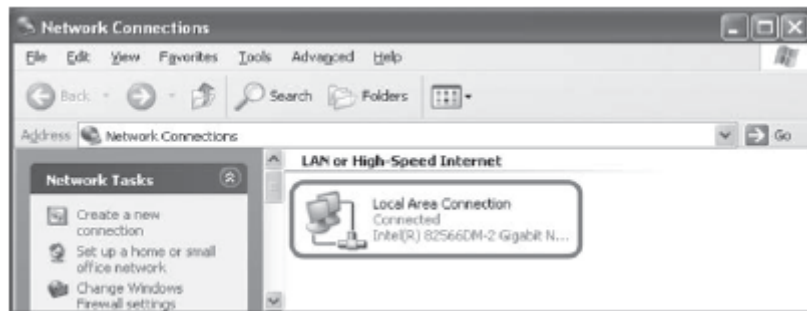 Network Connections
File Edit View Favorites Tools Advanced Help
Back Search Folders
Address Network Connections Go
Network Tasks
Create a new
connection
Set up a home or small
office network
Change Windows
Firewall settings
LAN or High-Speed Internet
Local Area Connection
Connected
Intel(R) 82566DM-2 Gigabit N...